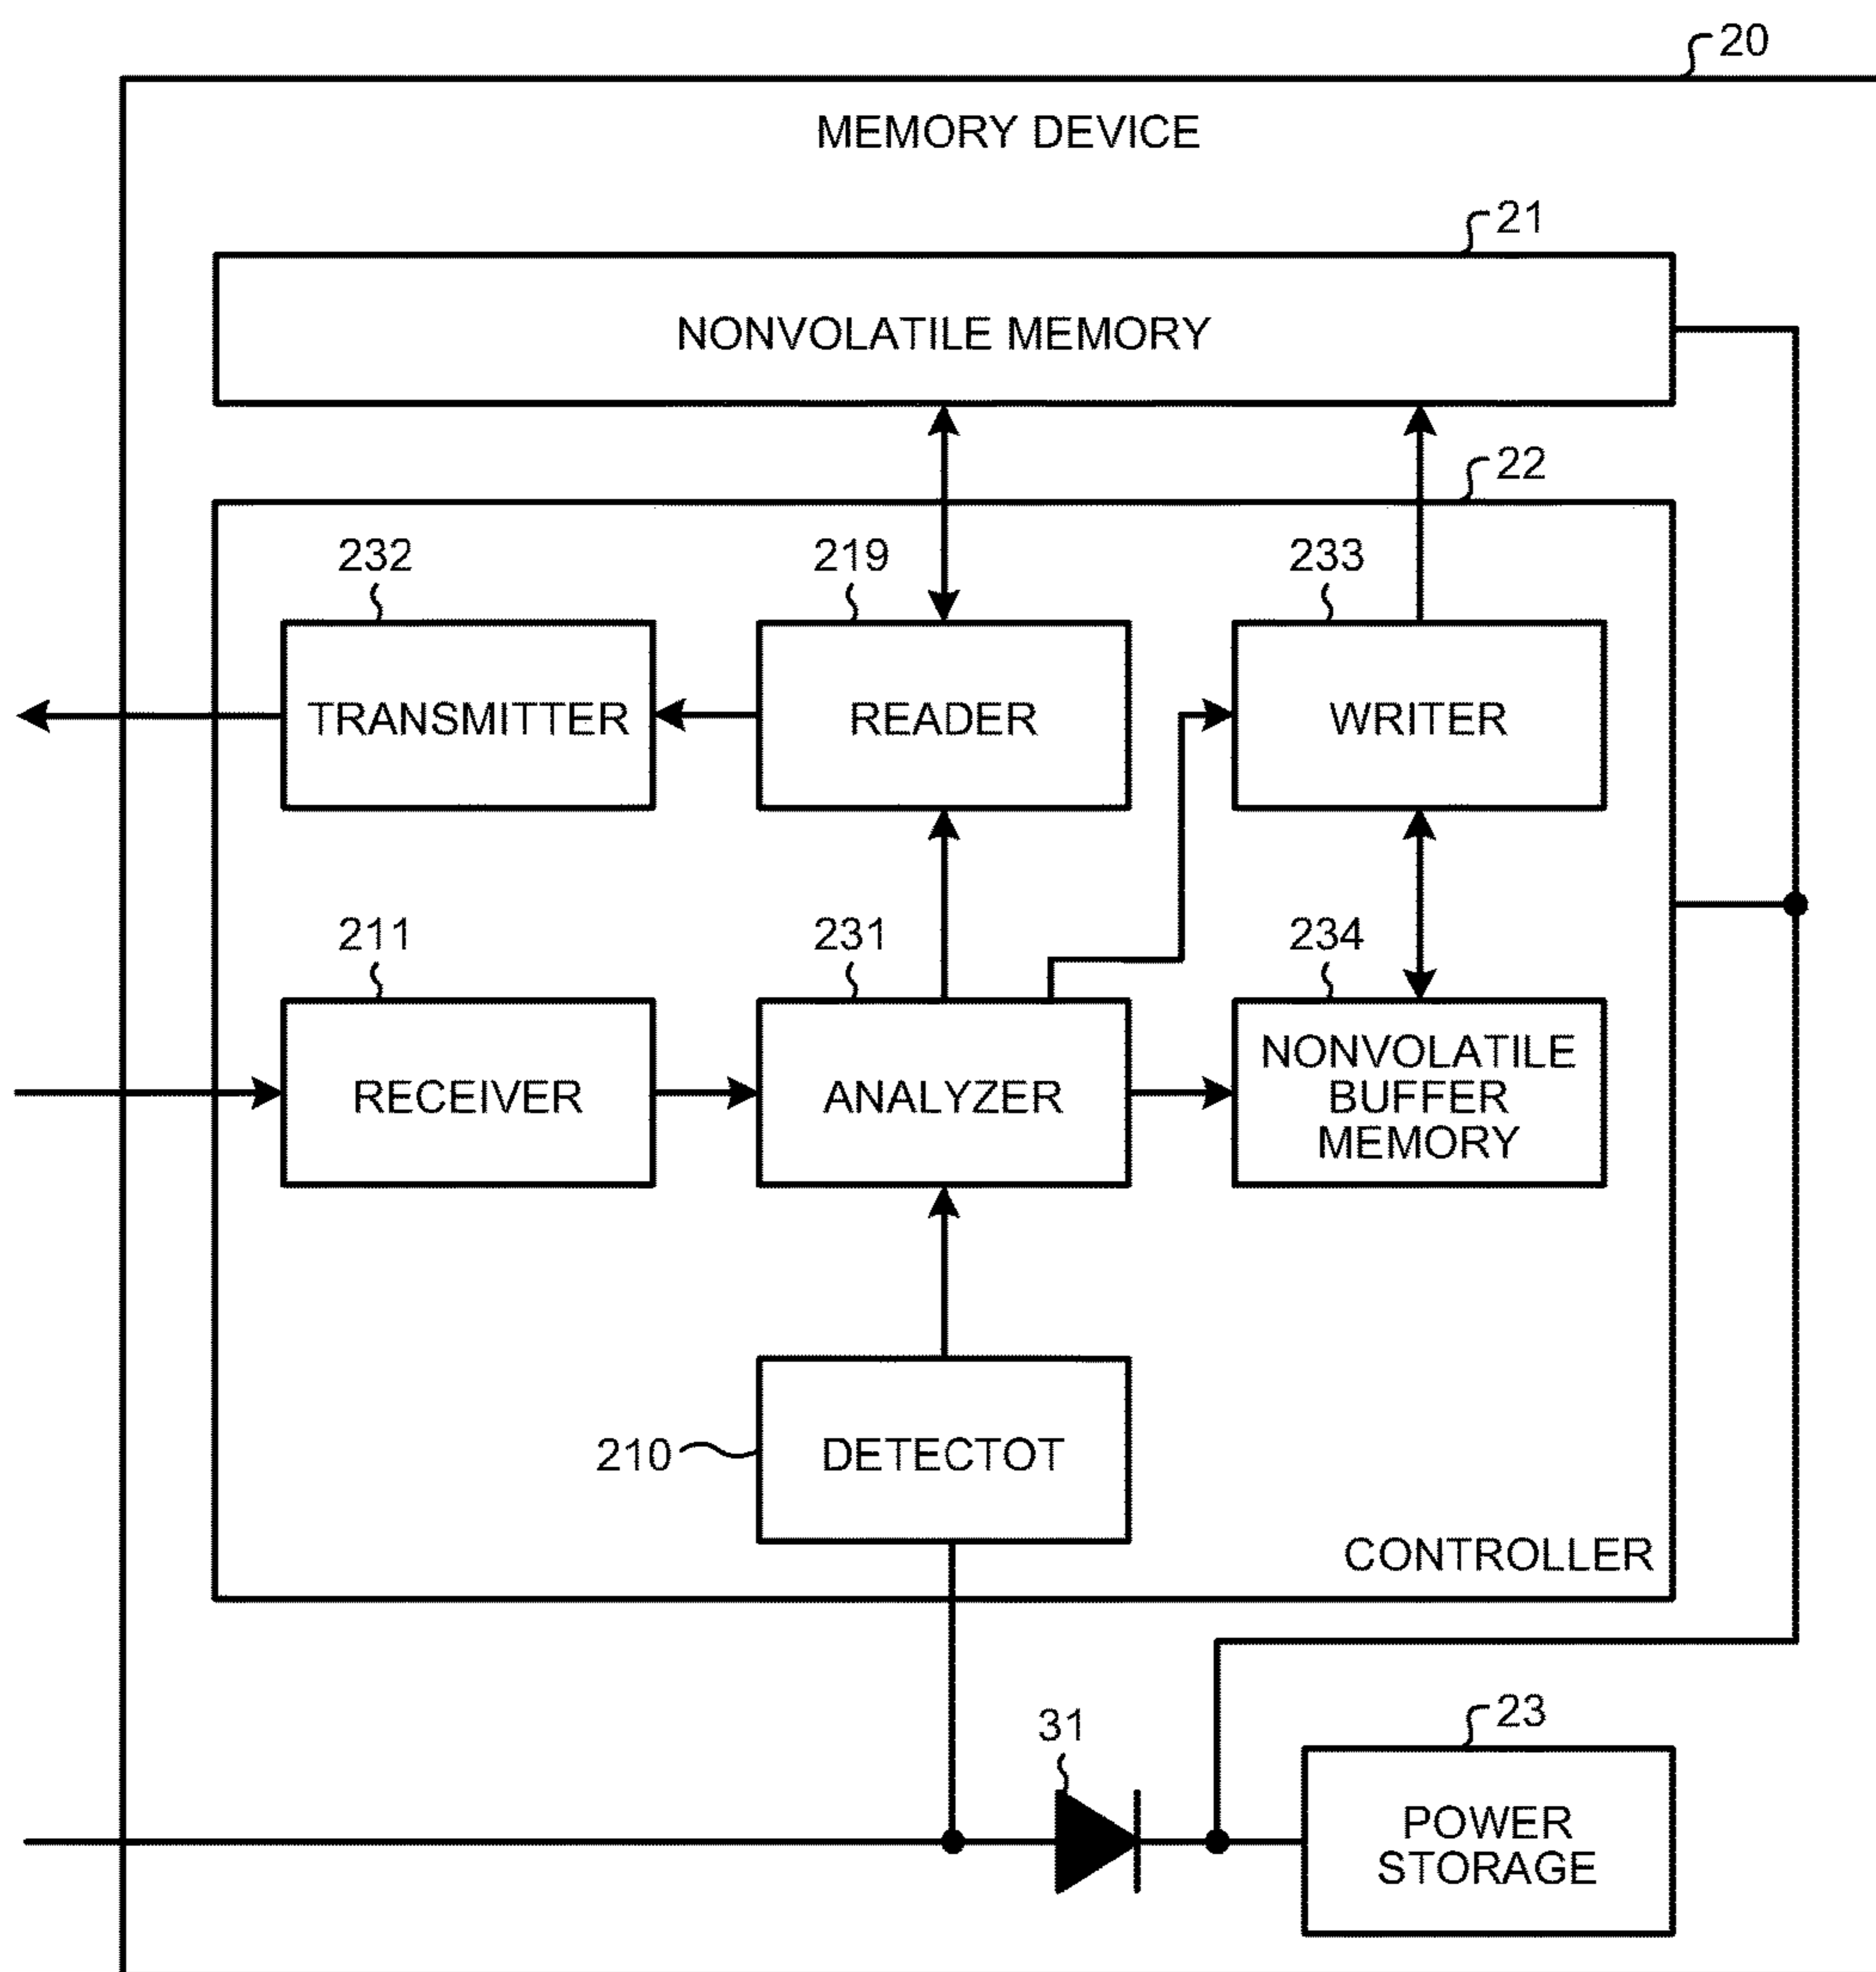 20
MEMORY DEVICE
21
NONVOLATILE MEMORY
22
232
219
233
TRANSMITTER
READER
WRITER
211
231
234
RECEIVER
ANALYZER
NONVOLATILE
BUFFER
MEMORY
210
DETECTOT
CONTROLLER
31
23
POWER
STORAGE